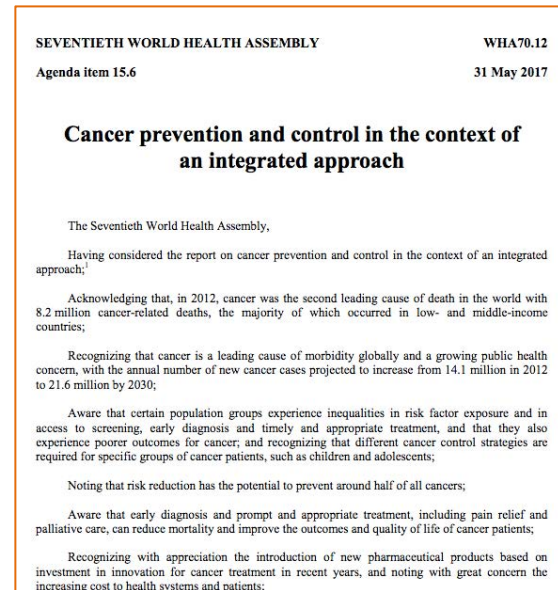 SEVENTIETH WORLD HEALTH ASSEMBLY WHA70.12
Agenda item 15.6 31 May 2017
Cancer prevention and control in the context of
an integrated approach
The Seventieth World Health Assembly,
Having considered the report on cancer prevention and control in the context of an integrated
approach;¹
Acknowledging that, in 2012, cancer was the second leading cause of death in the world with
8.2 million cancer-related deaths, the majority of which occurred in low- and middle-income
countries;
Recognizing that cancer is a leading cause of morbidity globally and a growing public health
concern, with the annual number of new cancer cases projected to increase from 14.1 million in 2012
to 21.6 million by 2030;
Aware that certain population groups experience inequalities in risk factor exposure and in
access to screening, early diagnosis and timely and appropriate treatment, and that they also
experience poorer outcomes for cancer; and recognizing that different cancer control strategies are
required for specific groups of cancer patients, such as children and adolescents;
Noting that risk reduction has the potential to prevent around half of all cancers;
Aware that early diagnosis and prompt and appropriate treatment, including pain relief and
palliative care, can reduce mortality and improve the outcomes and quality of life of cancer patients;
Recognizing with appreciation the introduction of new pharmaceutical products based on
investment in innovation for cancer treatment in recent years, and noting with great concern the
increasing cost to health systems and patients;